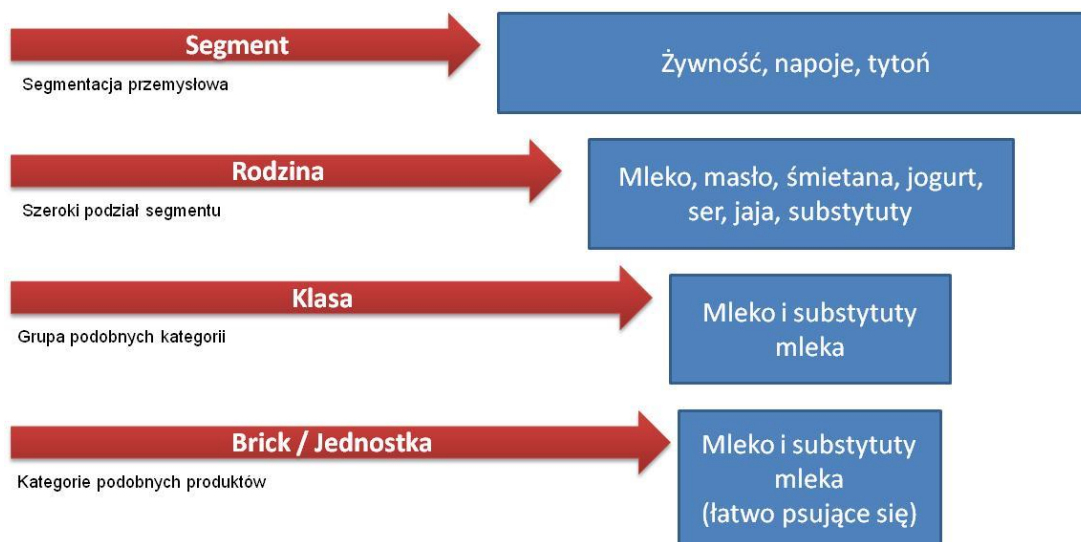 Segment
Segmentacja przemysłowa
Żywność, napoje, tytoń
Rodzina
Szeroki podział segmentu
Mleko, masło, śmietana, jogurt,
ser, jaja, substytuty
Klasa
Grupa podobnych kategorii
Mleko i substytuty
mleka
Brick / Jednostka
Kategorie podobnych produktów
Mleko i substytuty
mleka
(łatwo psujące się)